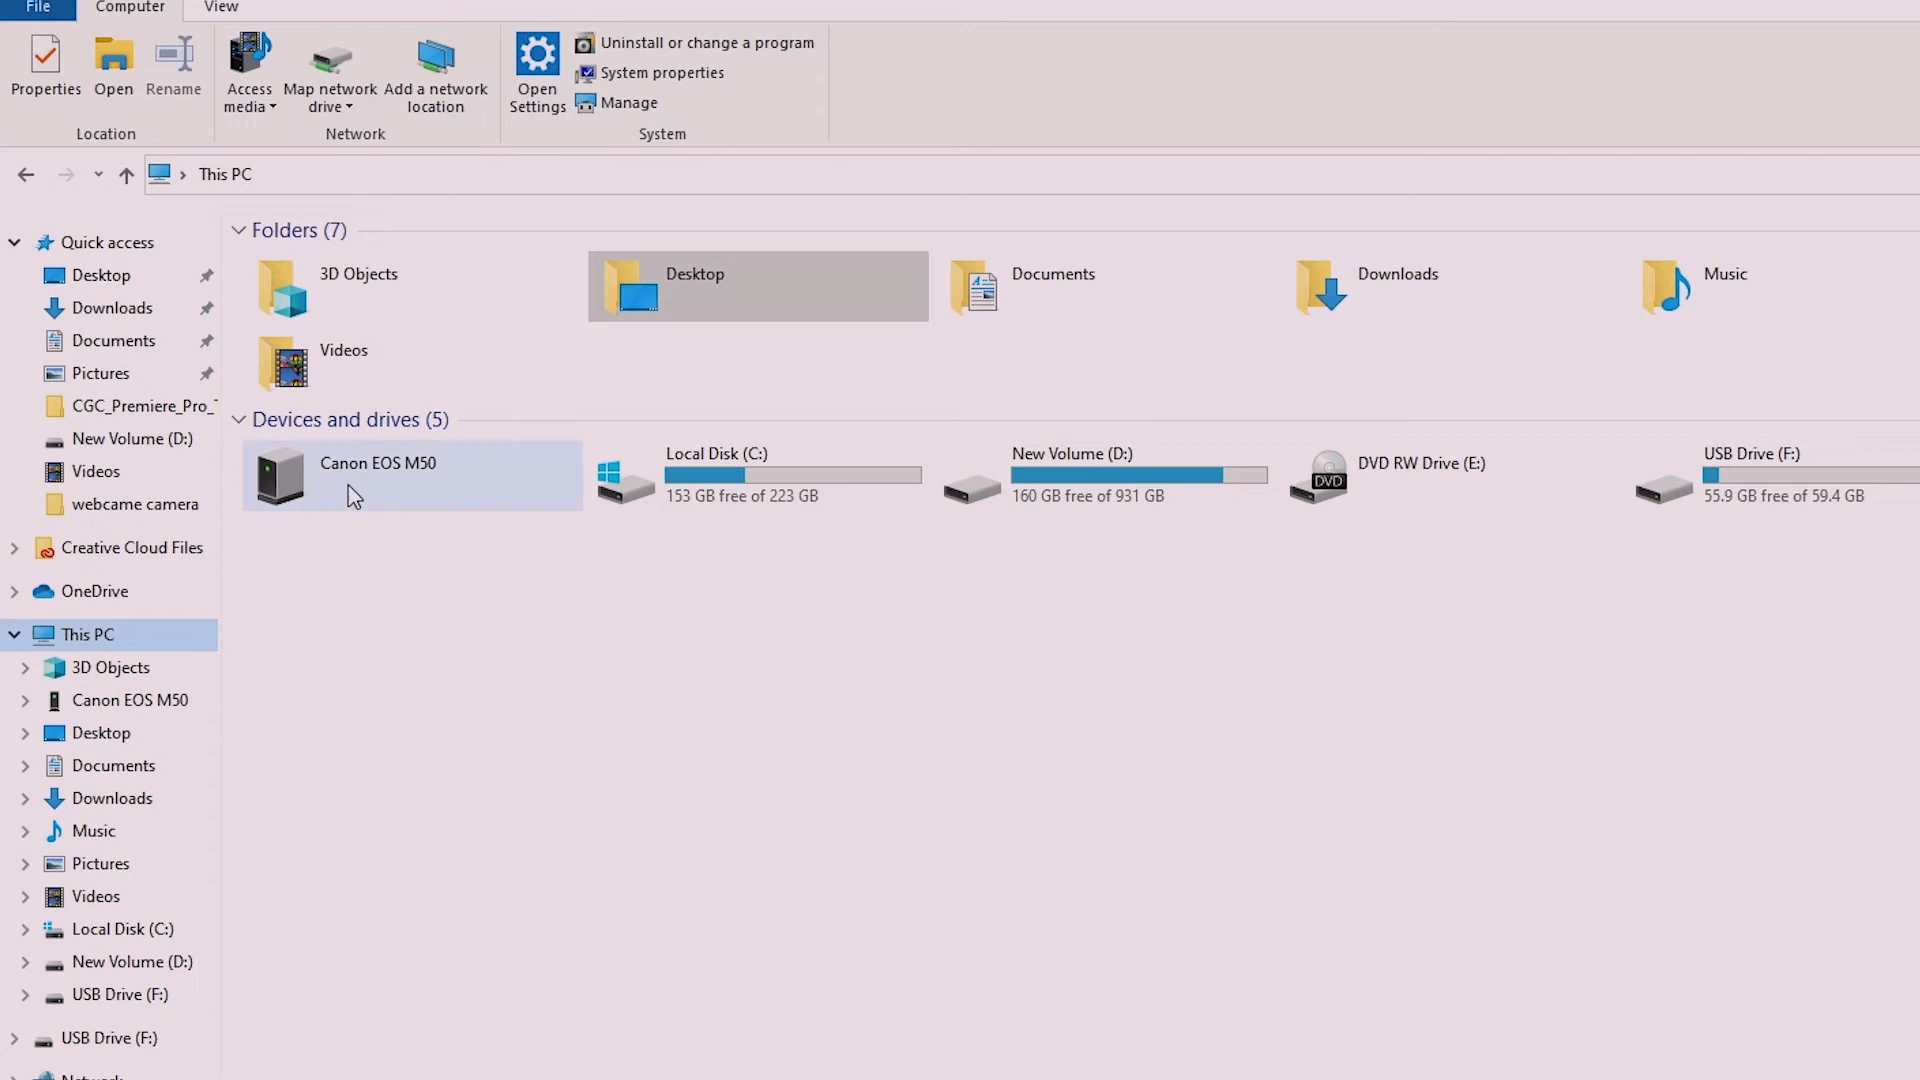 File
Computer
View
Properties
Open
Rename
Access media
Map network drive
Add a network location
Open Settings
Uninstall or change a program
System properties
Manage
Location
Network
System
This PC
Quick access
Desktop
Downloads
Documents
Pictures
CGC_Premiere_Pro_
New Volume (D:)
Videos
webcame camera
Creative Cloud Files
OneDrive
This PC
3D Objects
Canon EOS M50
Desktop
Documents
Downloads
Music
Pictures
Videos
Local Disk (C:)
New Volume (D:)
USB Drive (F:)
USB Drive (F:)
Network
Folders (7)
3D Objects
Desktop
Documents
Downloads
Music
Videos
Devices and drives (5)
Canon EOS M50
Local Disk (C:)
153 GB free of 223 GB
New Volume (D:)
160 GB free of 931 GB
DVD RW Drive (E:)
DVD
USB Drive (F:)
55.9 GB free of 59.4 GB